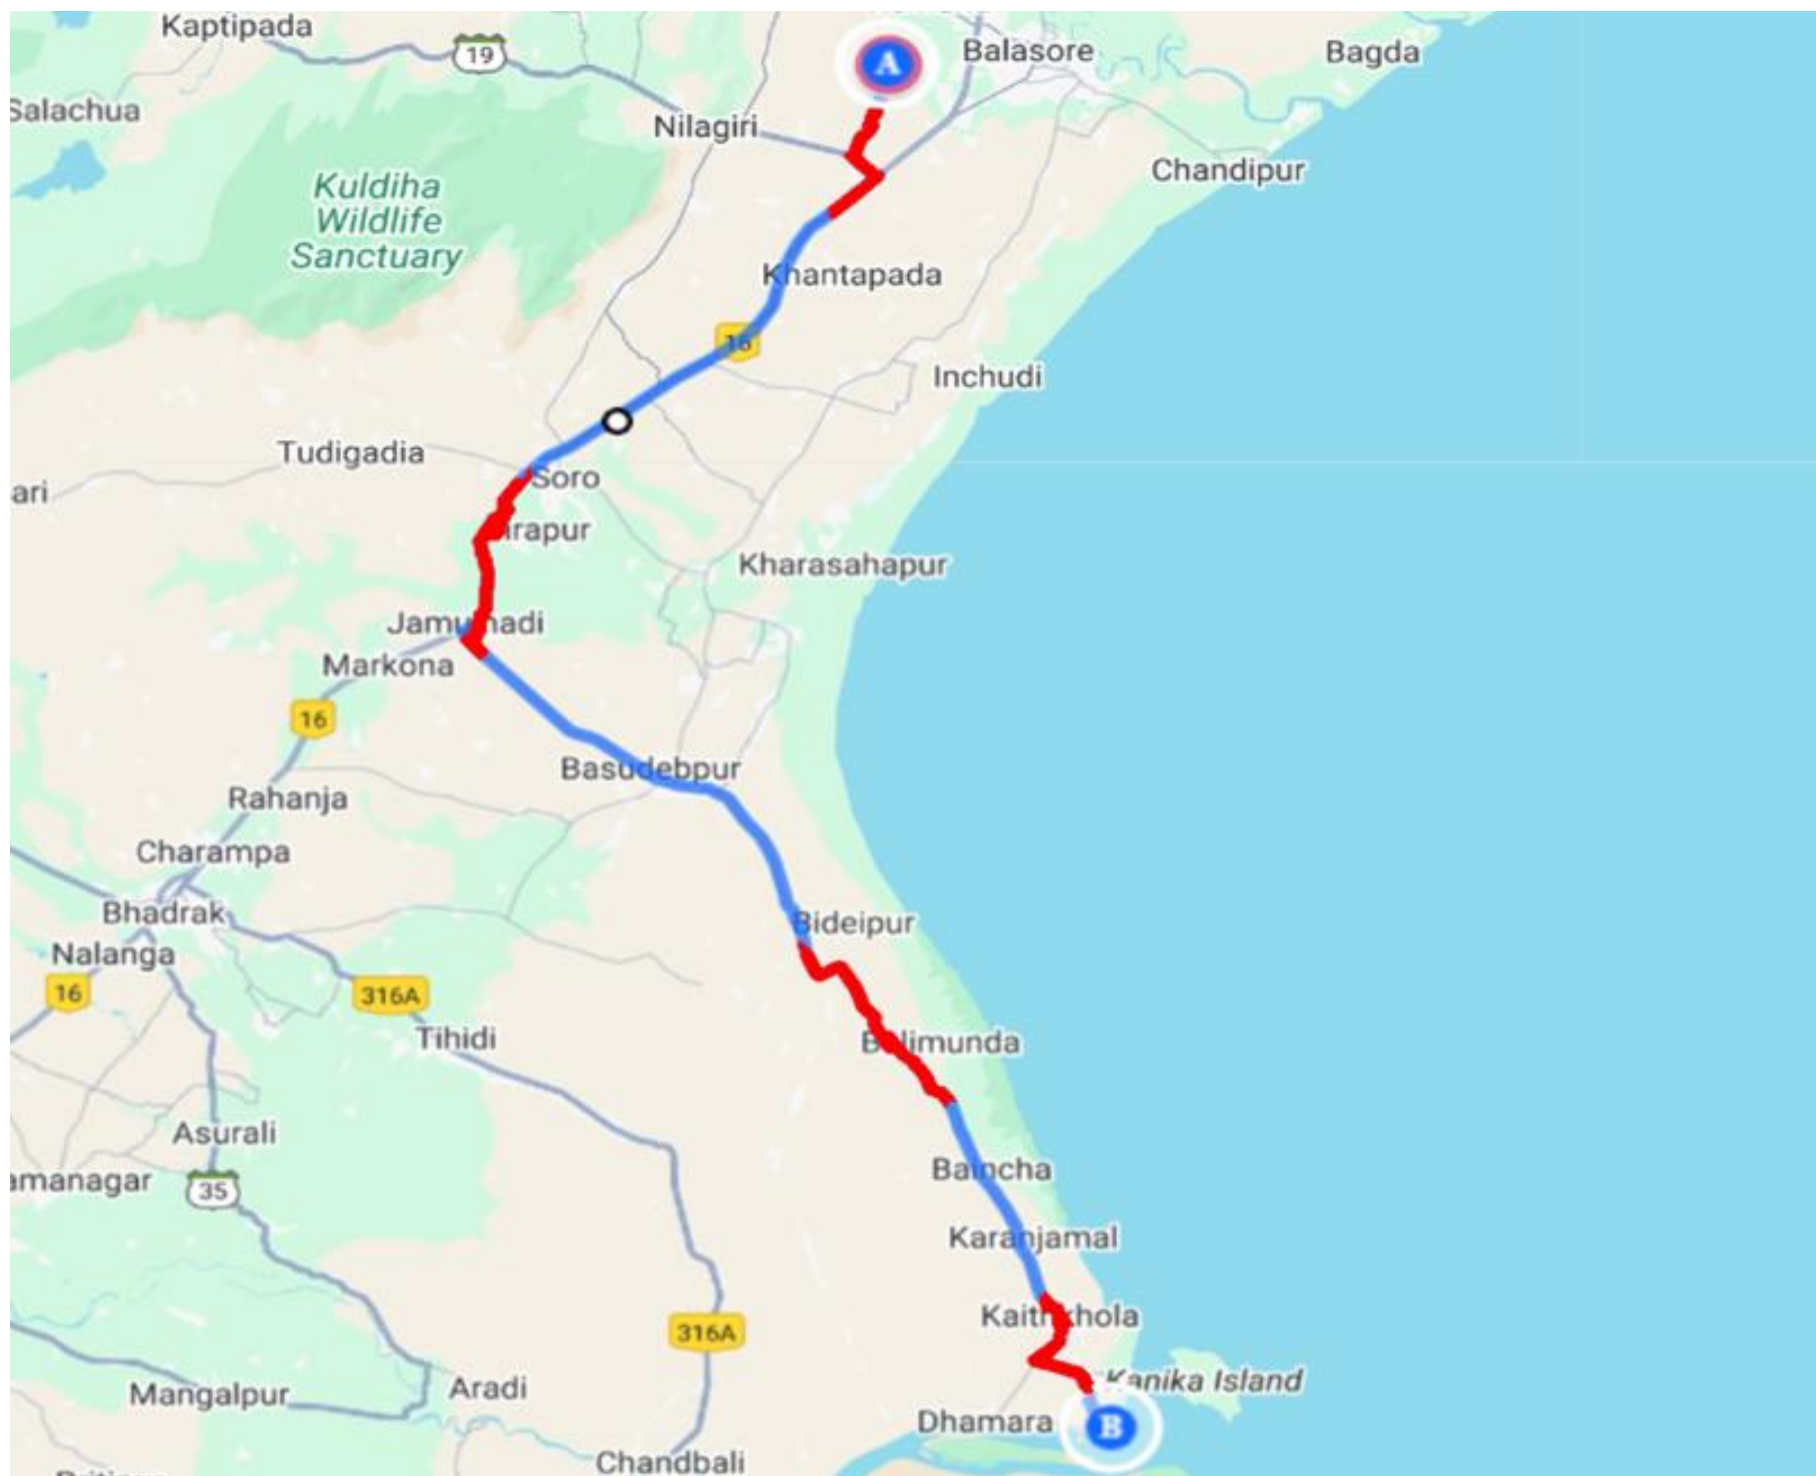 Kaptipada
19
A
Balasore
Bagda
Salachua
Nilagiri
Chandipur
Kuldiha
Wildlife
Sanctuary
Khantapada
16
Inchudi
Tudigadia
Soro
ari
irapur
Kharasahapur
Markona
16
Basudebpur
Rahanja
Charampa
Bhadrak
Bideipur
Nalanga
16
316A
Tihidi
Asurali
Baincha
amanagar
35
Karanjamal
316A
Kanika Island
Mangalpur
Aradi
Dhamara
B
Chandbali